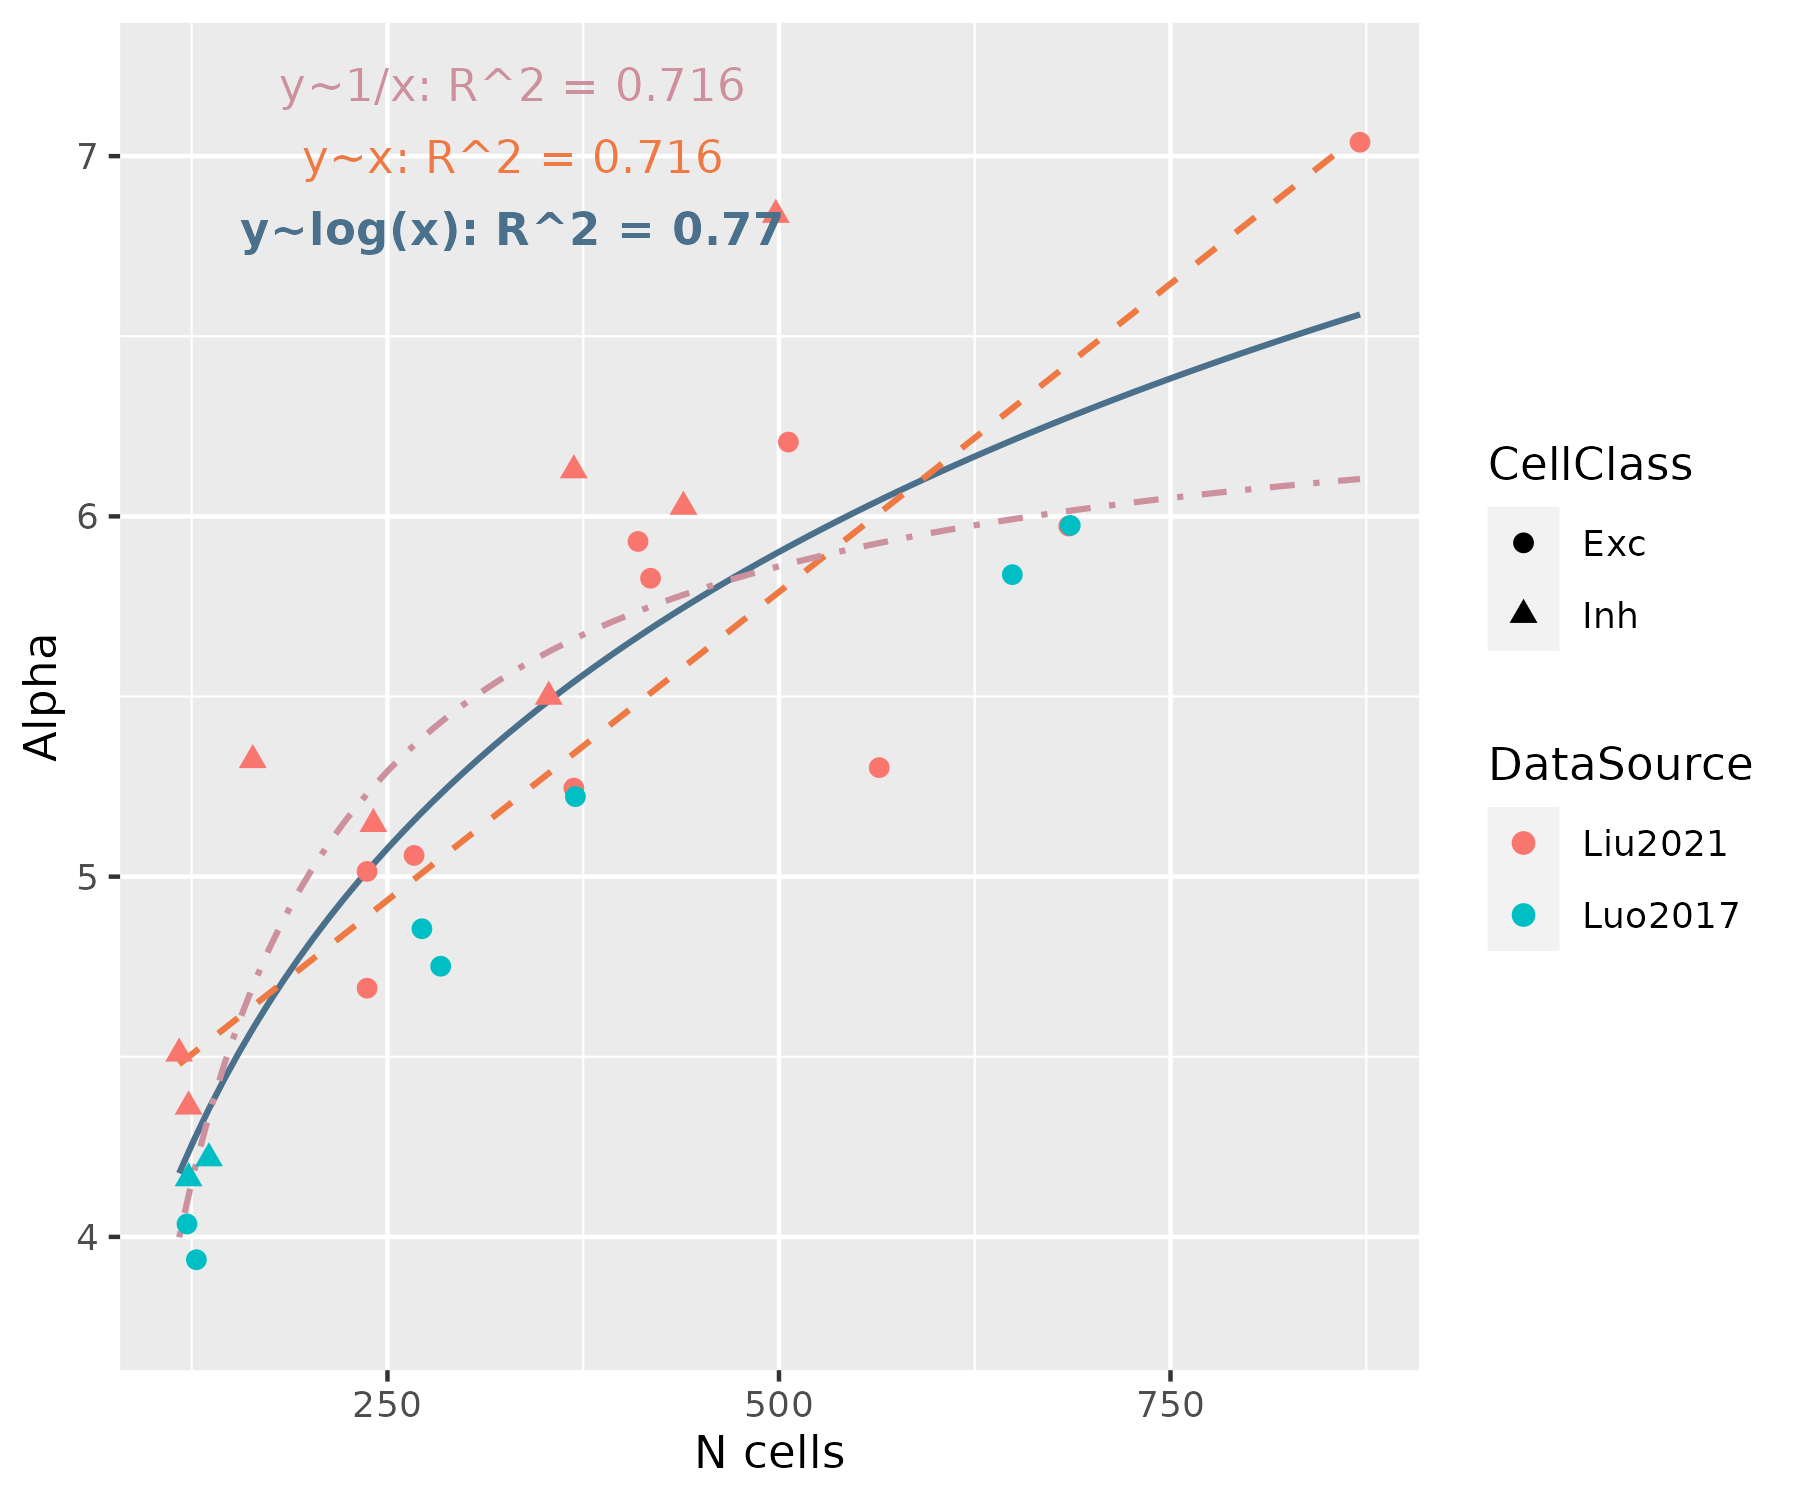 y~1/x: R^2 = 0.716
y~x: R^2 = 0.716
y~log(x): R^2 = 0.77
7
6
5
4
Alpha
250 500 750
N cells
CellClass
Exc
Inh
DataSource
Liu2021
Luo2017